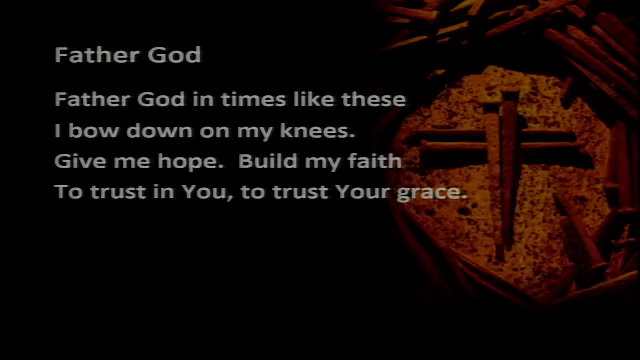 Father God
Father God in times like these
I bow down on my knees.
Give me hope.  Build my faith
To trust in You, to trust Your grace.